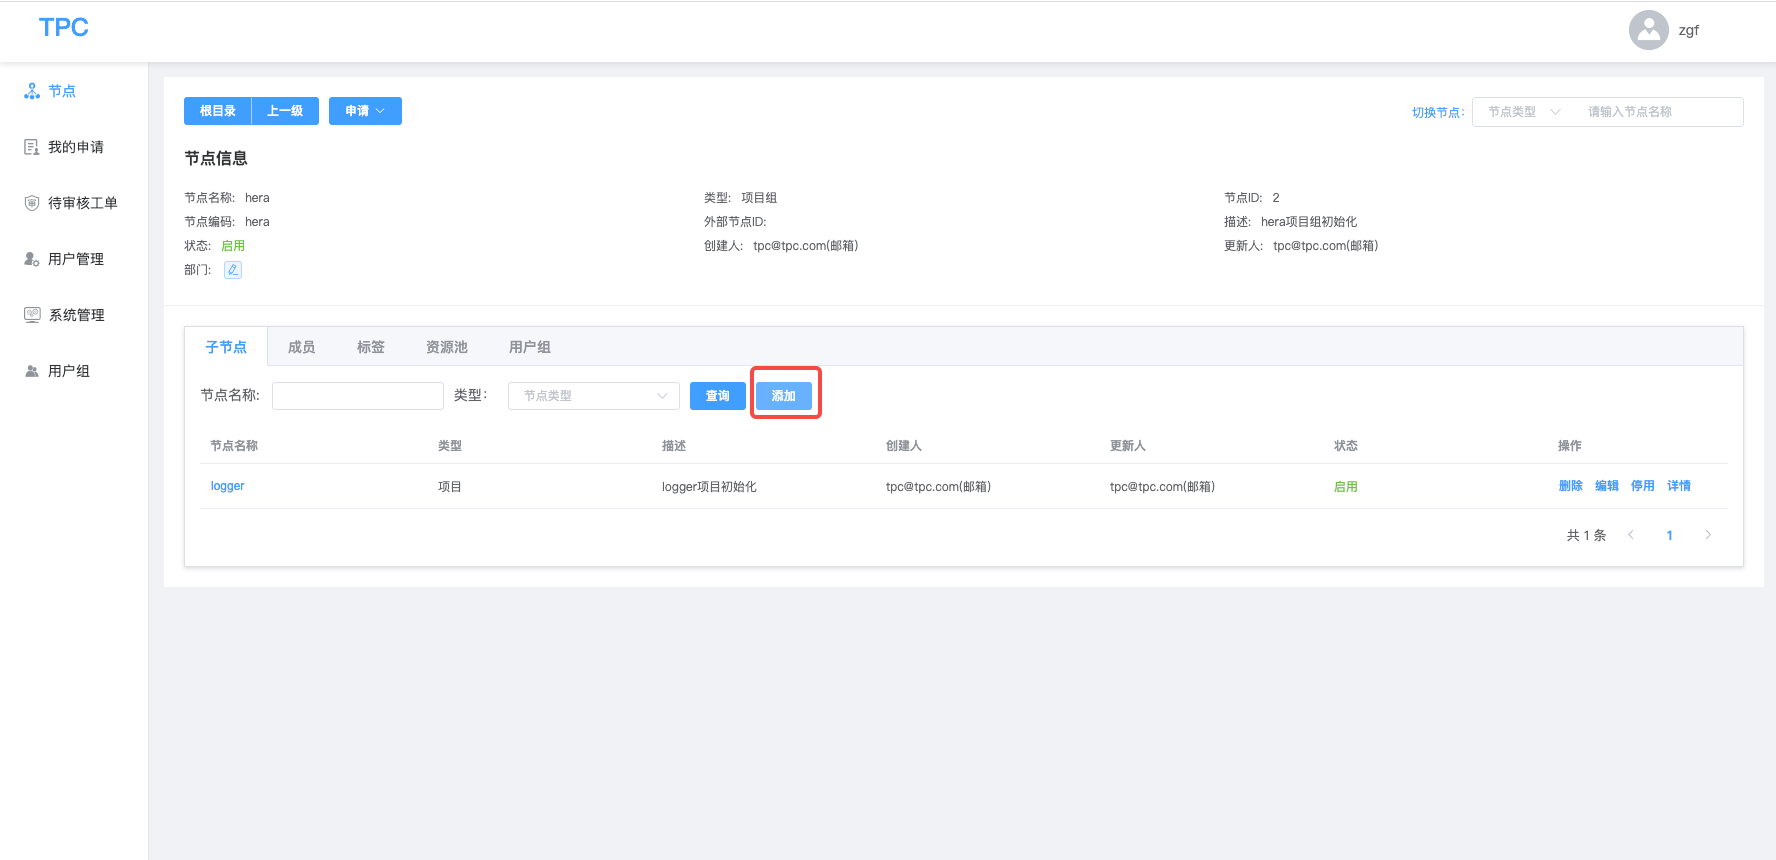 TPC
zgf
节点
我的申请
待审核工单
用户管理
系统管理
用户组
根目录 上一级 申请
切换节点: 节点类型 请输入节点名称
节点信息
节点名称: hera 类型: 项目组 节点ID: 2
节点编码: hera 外部节点ID: 描述: hera项目组初始化
状态: 启用 创建人: tpc@tpc.com(邮箱) 更新人: tpc@tpc.com(邮箱)
部门:
子节点 成员 标签 资源池 用户组
节点名称: 类型: 节点类型 查询 添加
节点名称 类型 描述 创建人 更新人 状态 操作
logger 项目 logger项目初始化 tpc@tpc.com(邮箱) tpc@tpc.com(邮箱) 启用 删除 编辑 停用 详情
共 1 条 1